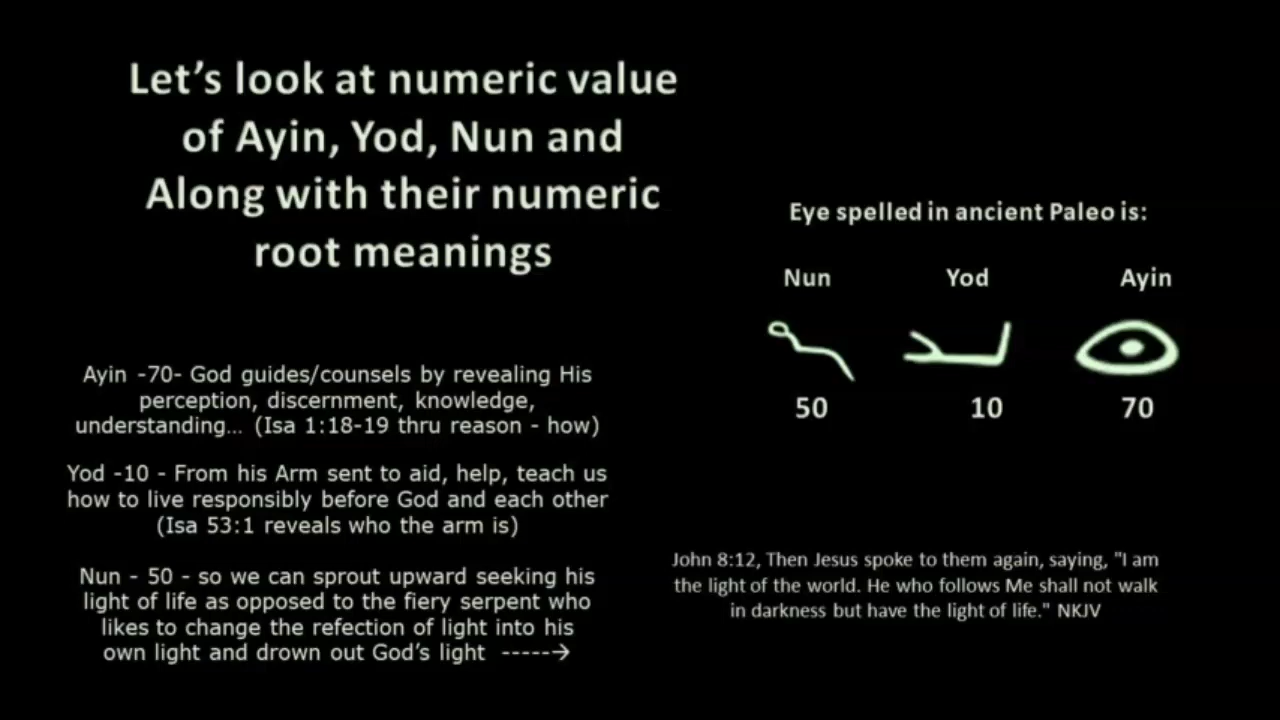 Let's look at numeric value
of Ayin, Yod, Nun and
Along with their numeric
root meanings
Ayin -70- God guides/counsels by revealing His
perception, discernment, knowledge,
understanding... (Isa 1:18-19 thru reason - how)
Yod -10 - From his Arm sent to aid, help, teach us
how to live responsibly before God and each other
(Isa 53:1 reveals who the arm is)
Nun - 50 - so we can sprout upward seeking his
light of life as opposed to the fiery serpent who
likes to change the refection of light into his
own light and drown out God's light -----→
Eye spelled in ancient Paleo is:
Nun Yod Ayin
50 10 70
John 8:12, Then Jesus spoke to them again, saying, "I am
the light of the world. He who follows Me shall not walk
in darkness but have the light of life." NKJV